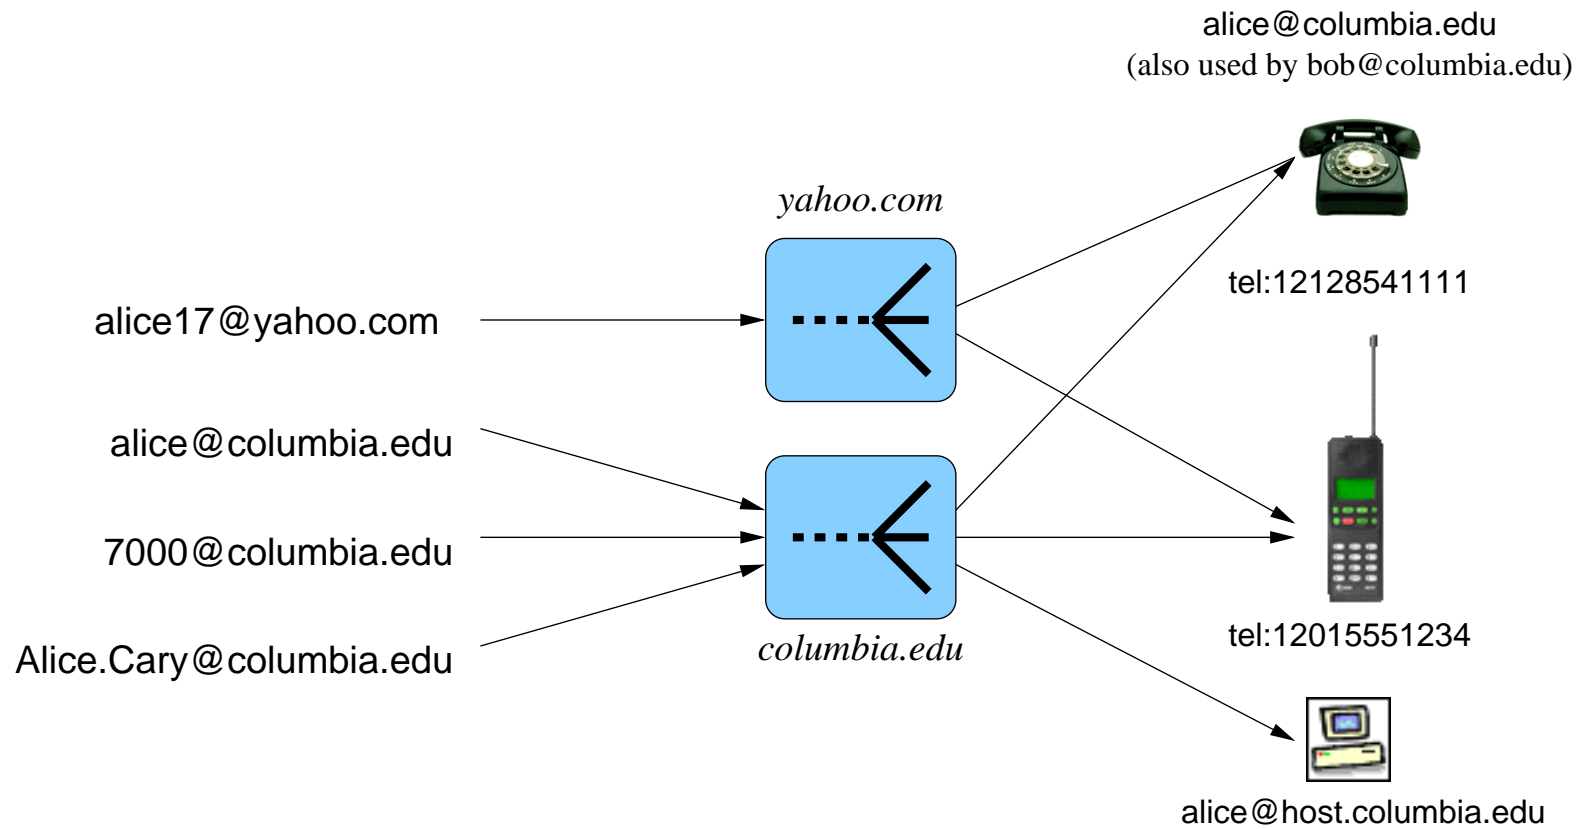 alice@columbia.edu
(also used by bob@columbia.edu)
yahoo.com
tel:12128541111
alice17@yahoo.com
alice@columbia.edu
7000@columbia.edu
Alice.Cary@columbia.edu
columbia.edu
tel:12015551234
alice@host.columbia.edu